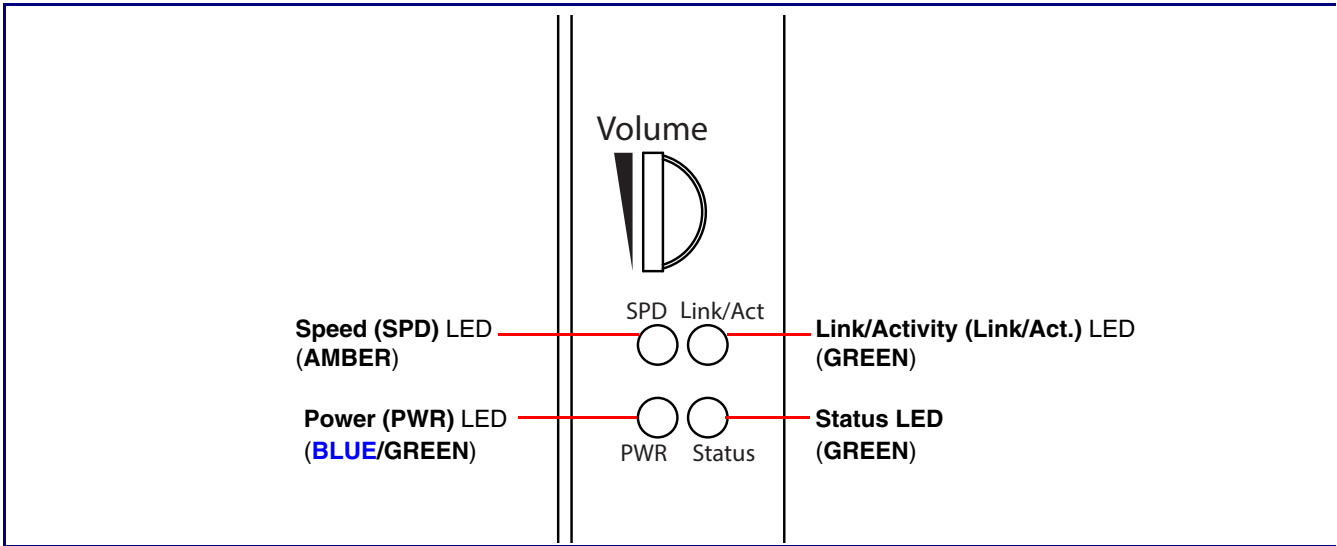 Volume
SPD Link/Act
Speed (SPD) LED
(AMBER)
Link/Activity (Link/Act.) LED
(GREEN)
Power (PWR) LED
(BLUE/GREEN)
Status LED
(GREEN)
PWR Status